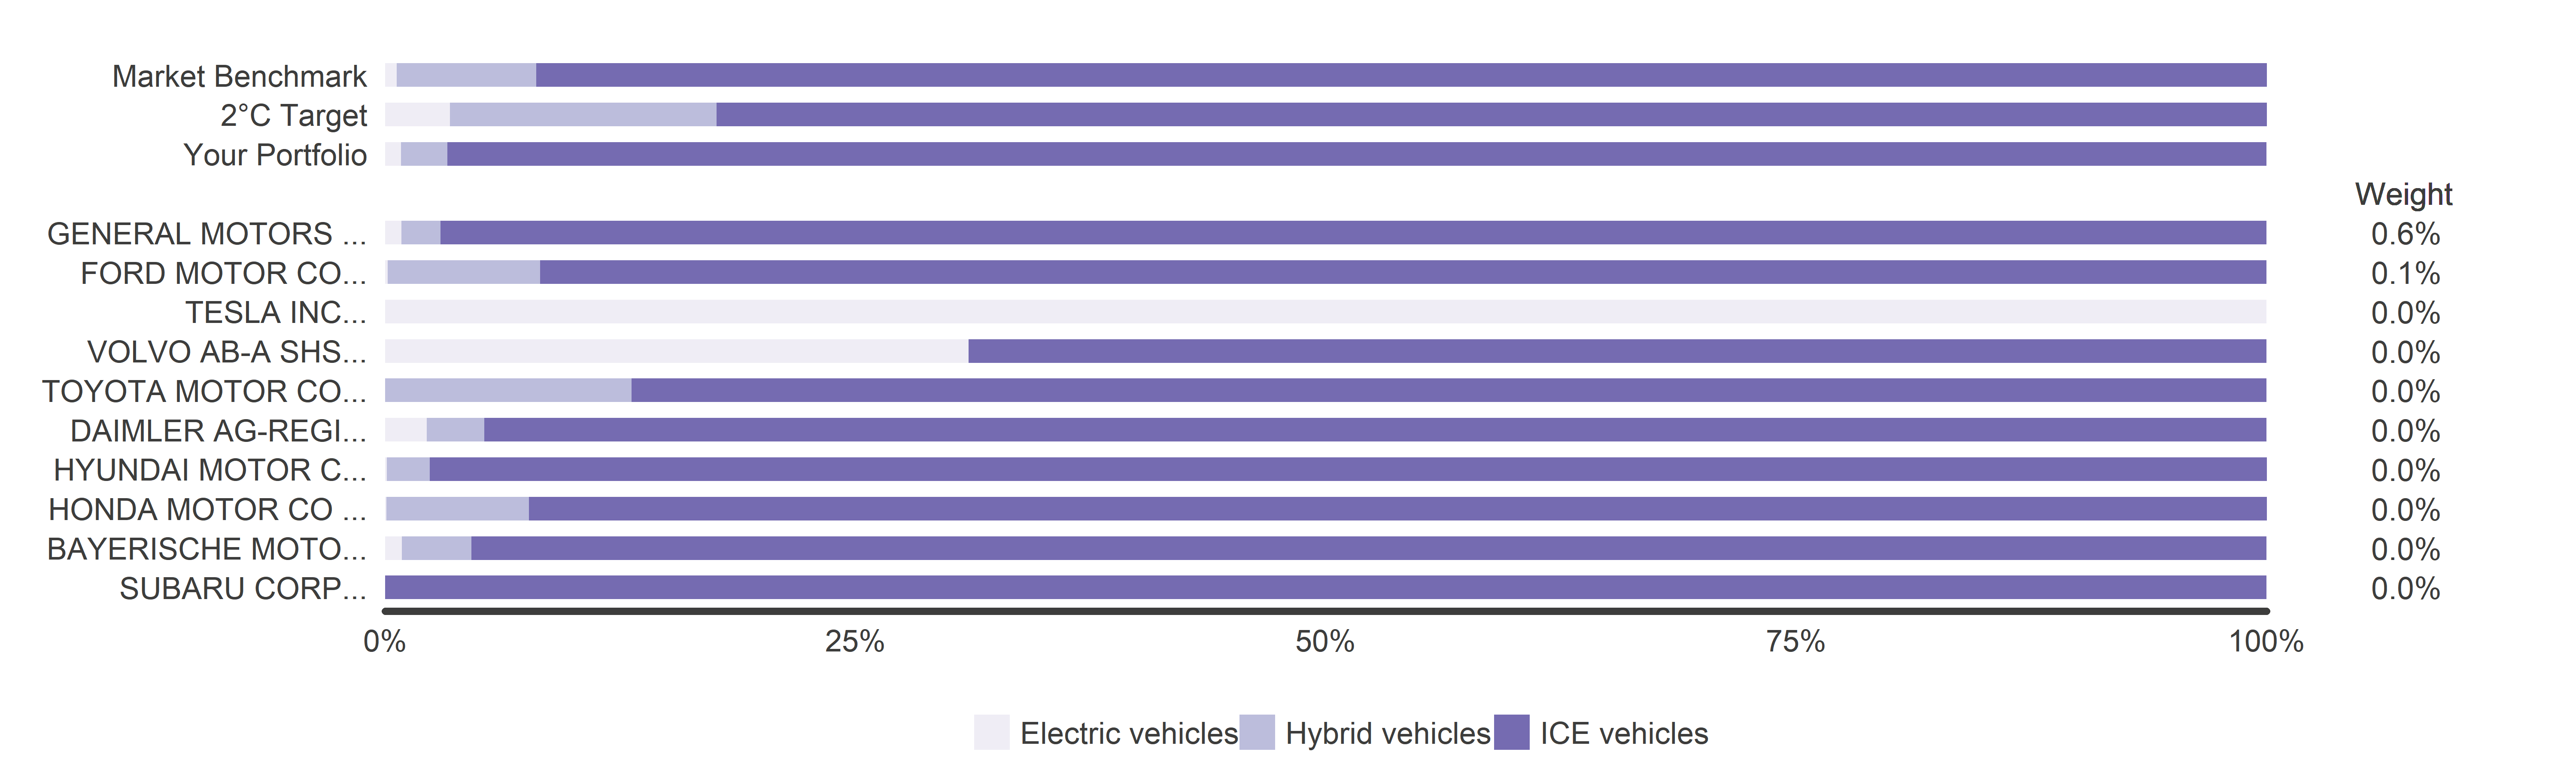 Market Benchmark
2°C Target
Your Portfolio
Weight
GENERAL MOTORS ... 0.6%
FORD MOTOR CO... 0.1%
TESLA INC... 0.0%
VOLVO AB-A SHS... 0.0%
TOYOTA MOTOR CO... 0.0%
DAIMLER AG-REGI... 0.0%
HYUNDAI MOTOR C... 0.0%
HONDA MOTOR CO ... 0.0%
BAYERISCHE MOTO... 0.0%
SUBARU CORP... 0.0%
0% 25% 50% 75% 100%
Electric vehicles Hybrid vehicles ICE vehicles